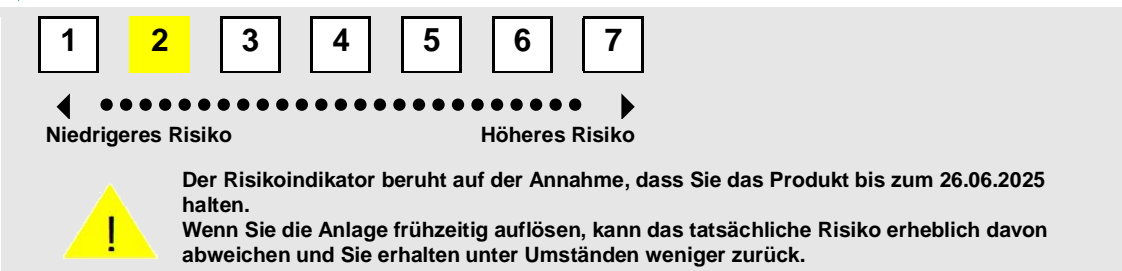 1 2 3 4 5 6 7
Niedrigeres Risiko Höheres Risiko
Der Risikoindikator beruht auf der Annahme, dass Sie das Produkt bis zum 26.06.2025
halten.
Wenn Sie die Anlage frühzeitig auflösen, kann das tatsächliche Risiko erheblich davon
abweichen und Sie erhalten unter Umständen weniger zurück.
!